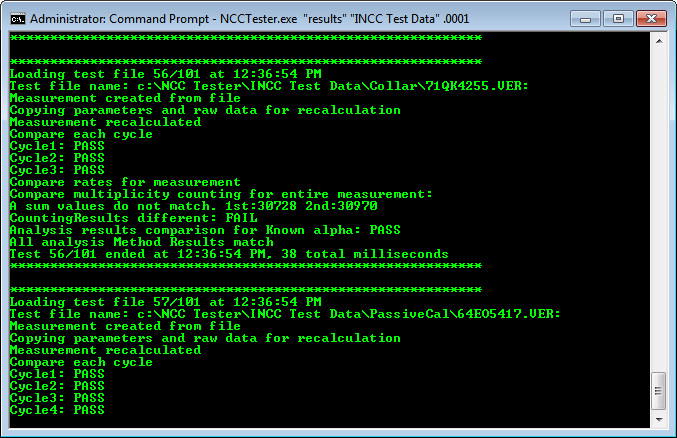 Administrator: Command Prompt - NCCTester.exe "results" "INCC Test Data" .0001
************************************************************
************************************************************
Loading test file 56/101 at 12:36:54 PM
Test file name: c:\NCC Tester\INCC Test Data\Collar\71QK4255.VER:
Measurement created from file
Copying parameters and raw data for recalculation
Measurement recalculated
Compare each cycle
Cycle1: PASS
Cycle2: PASS
Cycle3: PASS
Compare rates for measurement
Compare multiplicity counting for entire measurement:
A sum values do not match. 1st:30728 2nd:30970
CountingResults different: FAIL
Analysis results comparison for Known alpha: PASS
All analysis Method Results match
Test 56/101 ended at 12:36:54 PM, 38 total milliseconds
************************************************************
************************************************************
Loading test file 57/101 at 12:36:54 PM
Test file name: c:\NCC Tester\INCC Test Data\PassiveCal\64EO5417.VER:
Measurement created from file
Copying parameters and raw data for recalculation
Measurement recalculated
Compare each cycle
Cycle1: PASS
Cycle2: PASS
Cycle3: PASS
Cycle4: PASS